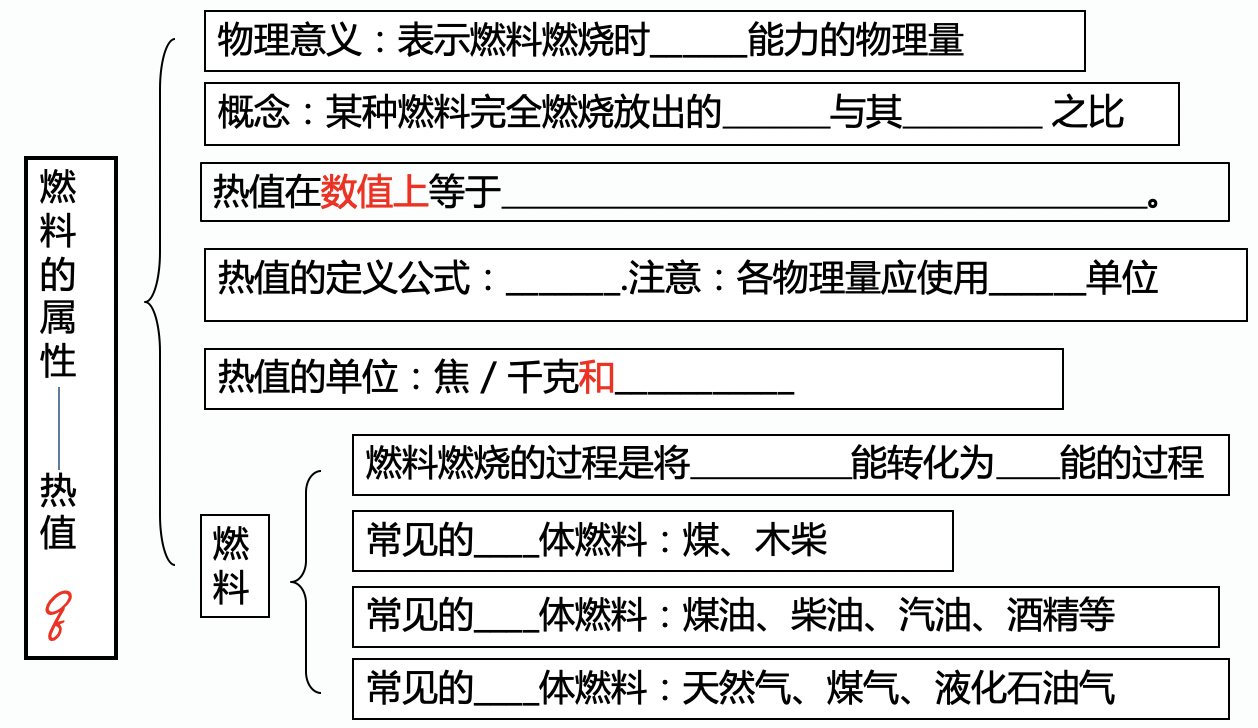 燃料的属性
热值
q
物理意义：表示燃料燃烧时______能力的物理量
概念：某种燃料完全燃烧放出的______与其________ 之比
热值在数值上等于____________________________________。
热值的定义公式：_______.注意：各物理量应使用______单位
热值的单位：焦 / 千克和___________
燃料
燃料燃烧的过程是将_________能转化为____能的过程
常见的____体燃料：煤、木柴
常见的____体燃料：煤油、柴油、汽油、酒精等
常见的____体燃料：天然气、煤气、液化石油气